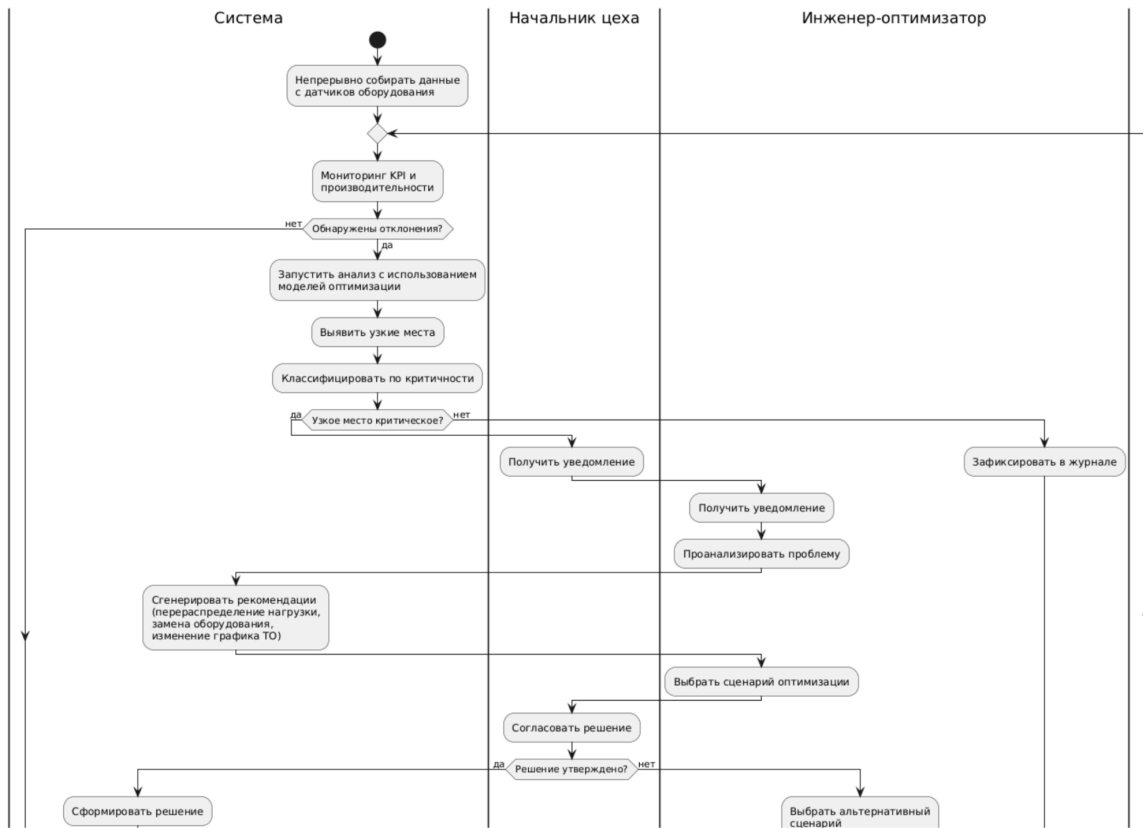 Система
Начальник цеха
Инженер-оптимизатор
Непрерывно собирать данные
с датчиков оборудования
Мониторинг KPI и
производительности
нет
Обнаружены отклонения?
да
Запустить анализ с использованием
моделей оптимизации
Выявить узкие места
Классифицировать по критичности
да
Узкое место критическое?
нет
Получить уведомление
Зафиксировать в журнале
Получить уведомление
Проанализировать проблему
Сгенерировать рекомендации
(перераспределение нагрузки,
замена оборудования,
изменение графика ТО)
Выбрать сценарий оптимизации
Согласовать решение
да
Решение утверждено?
нет
Сформировать решение
Выбрать альтернативный
сценарий